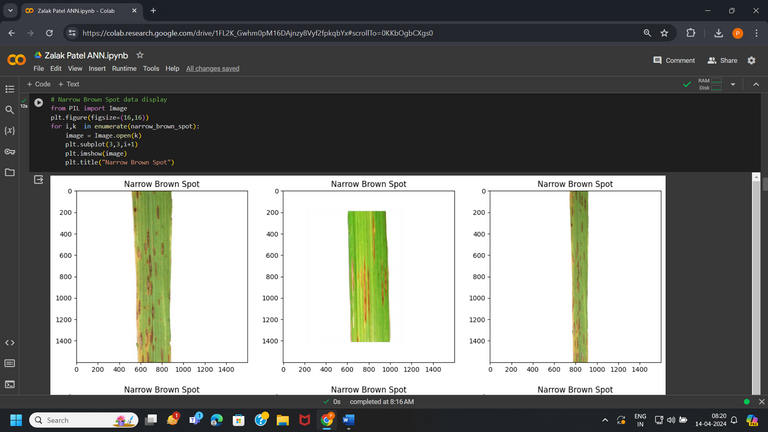 Zalak Patel ANN.ipynb - Colab
https://colab.research.google.com/drive/1FL2K_Gwhm0pM16DAjnzy8Vyf2fpkqbYx#scrollTo=0KKbOgbCXgs0
P
Zalak Patel ANN.ipynb
Comment
Share
File Edit View Insert Runtime Tools Help All changes saved
+ Code + Text
RAM
Disk
12s
# Narrow Brown Spot data display
from PIL import Image
plt.figure(figsize=(16,16))
for i,k in enumerate(narrow_brown_spot):
image = Image.open(k)
plt.subplot(3,3,i+1)
plt.imshow(image)
plt.title("Narrow Brown Spot")
{x}
Narrow Brown Spot Narrow Brown Spot Narrow Brown Spot
0 0 0
200 200 200
400 400 400
600 600 600
800 800 800
1000 1000 1000
1200 1200 1200
1400 1400 1400
0 200 400 600 800 1000 1200 1400 0 200 400 600 800 1000 1200 1400 0 200 400 600 800 1000 1200 1400
Narrow Brown Spot Narrow Brown Spot Narrow Brown Spot
0s completed at 8:16 AM
Search
ENG
IN
08:20
14-04-2024